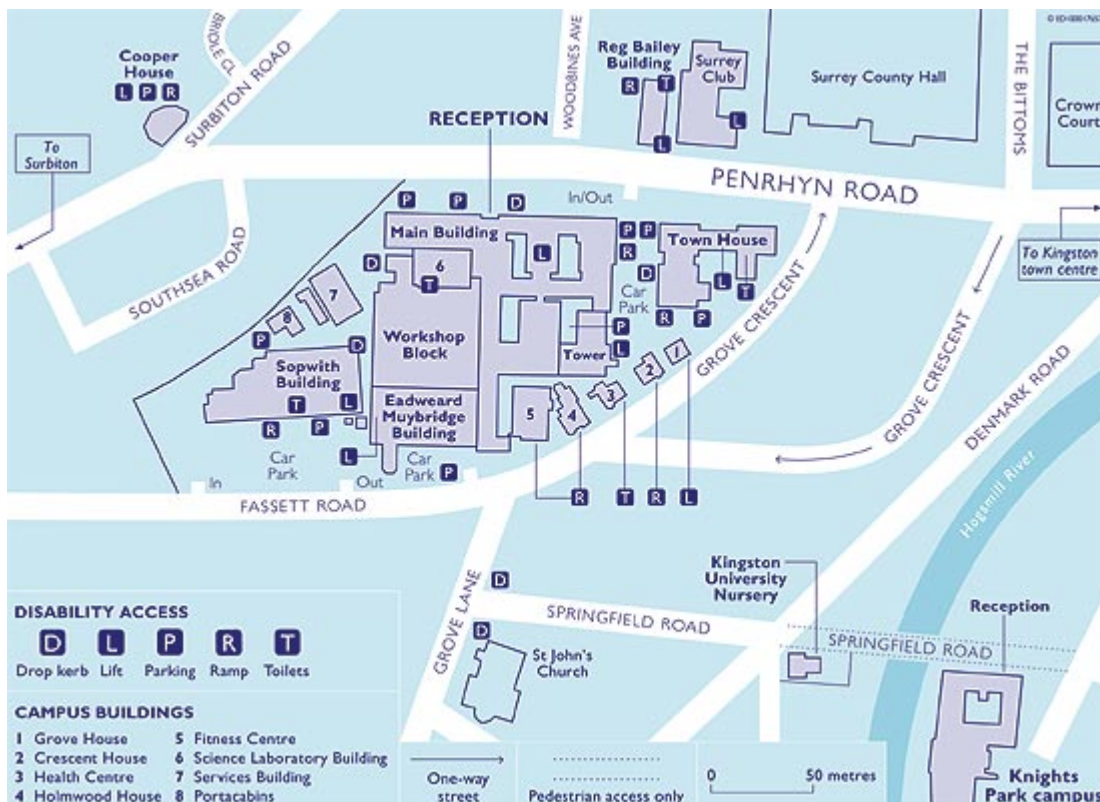 BRIDLE CL
Cooper
House
L P R
SURBITON ROAD
WOODBINES AVE
Reg Bailey
Building
R T
L
Surrey
Club
L
Surrey County Hall
THE BITTOMS
Crown
Court
To
Surbiton
RECEPTION
PENRHYN ROAD
In/Out
To Kingston
town centre
SOUTHSEA ROAD
P P D
Main Building
L
P P
R
D
Car
Park
Town House
L T
R P
D
6
T
7
8
P
Workshop
Block
P
Tower
L
GROVE CRESCENT
GROVE CRESCENT
DENMARK ROAD
D
Sopwith
Building
T L
R P
Eadweard
Muybridge
Building
5
4
3
2
1
Car
Park
L
Car
Park P
In
Out
R T R L
FASSETT ROAD
Hogsmill River
GROVE LANE
D
SPRINGFIELD ROAD
D
St John's
Church
Kingston
University
Nursery
Reception
SPRINGFIELD ROAD
Knights
Park campus
DISABILITY ACCESS
D L P R T
Drop kerb Lift Parking Ramp Toilets
CAMPUS BUILDINGS
1 Grove House 5 Fitness Centre
2 Crescent House 6 Science Laboratory Building
3 Health Centre 7 Services Building
4 Holmwood House 8 Portacabins
One-way
street
Pedestrian access only
0 50 metres